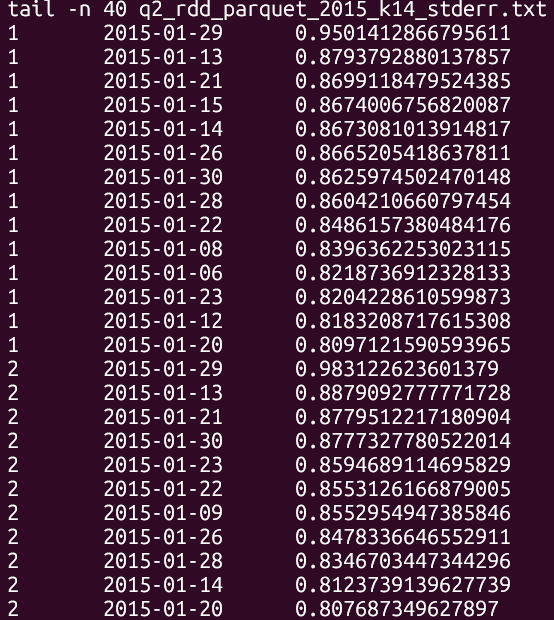 tail -n 40 q2_rdd_parquet_2015_k14_stderr.txt
1 2015-01-29 0.9501412866795611
1 2015-01-13 0.8793792880137857
1 2015-01-21 0.8699118479524385
1 2015-01-15 0.8674006756820087
1 2015-01-14 0.8673081013914817
1 2015-01-26 0.8665205418637811
1 2015-01-30 0.8625974502470148
1 2015-01-28 0.8604210660797454
1 2015-01-22 0.8486157380484176
1 2015-01-08 0.8396362253023115
1 2015-01-06 0.8218736912328133
1 2015-01-23 0.8204228610599873
1 2015-01-12 0.8183208717615308
1 2015-01-20 0.8097121590593965
2 2015-01-29 0.983122623601379
2 2015-01-13 0.8879092777771728
2 2015-01-21 0.8779512217180904
2 2015-01-30 0.8777327780522014
2 2015-01-23 0.8594689114695829
2 2015-01-22 0.8553126166879005
2 2015-01-09 0.8552954947385846
2 2015-01-26 0.8478336646552911
2 2015-01-28 0.8346703447344296
2 2015-01-14 0.8123739139627739
2 2015-01-20 0.807687349627897